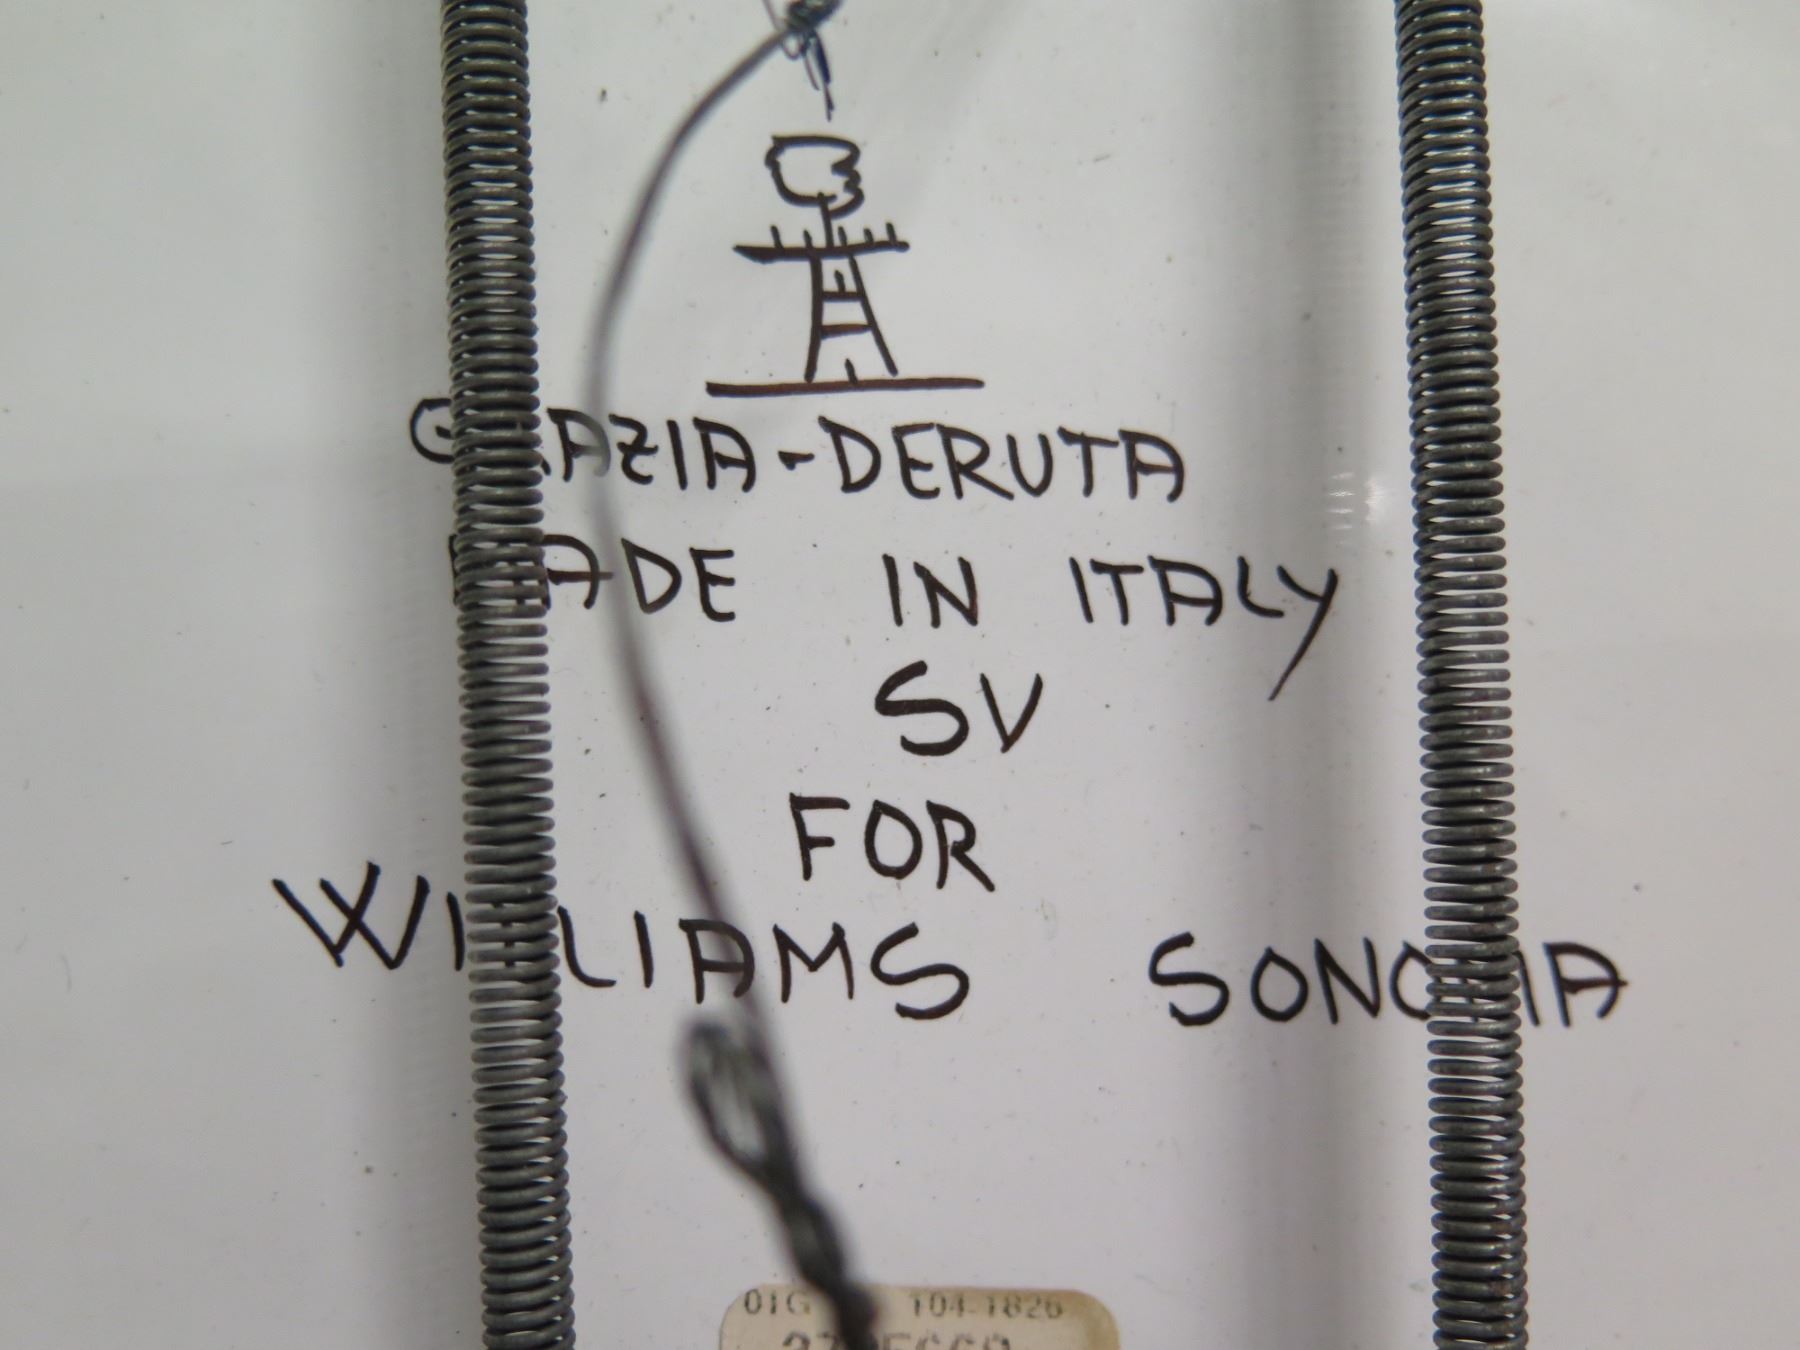 GRAZIA-DERUTA
MADE IN ITALY
SV
FOR
WILLIAMS SONOMA
01G 104-1826